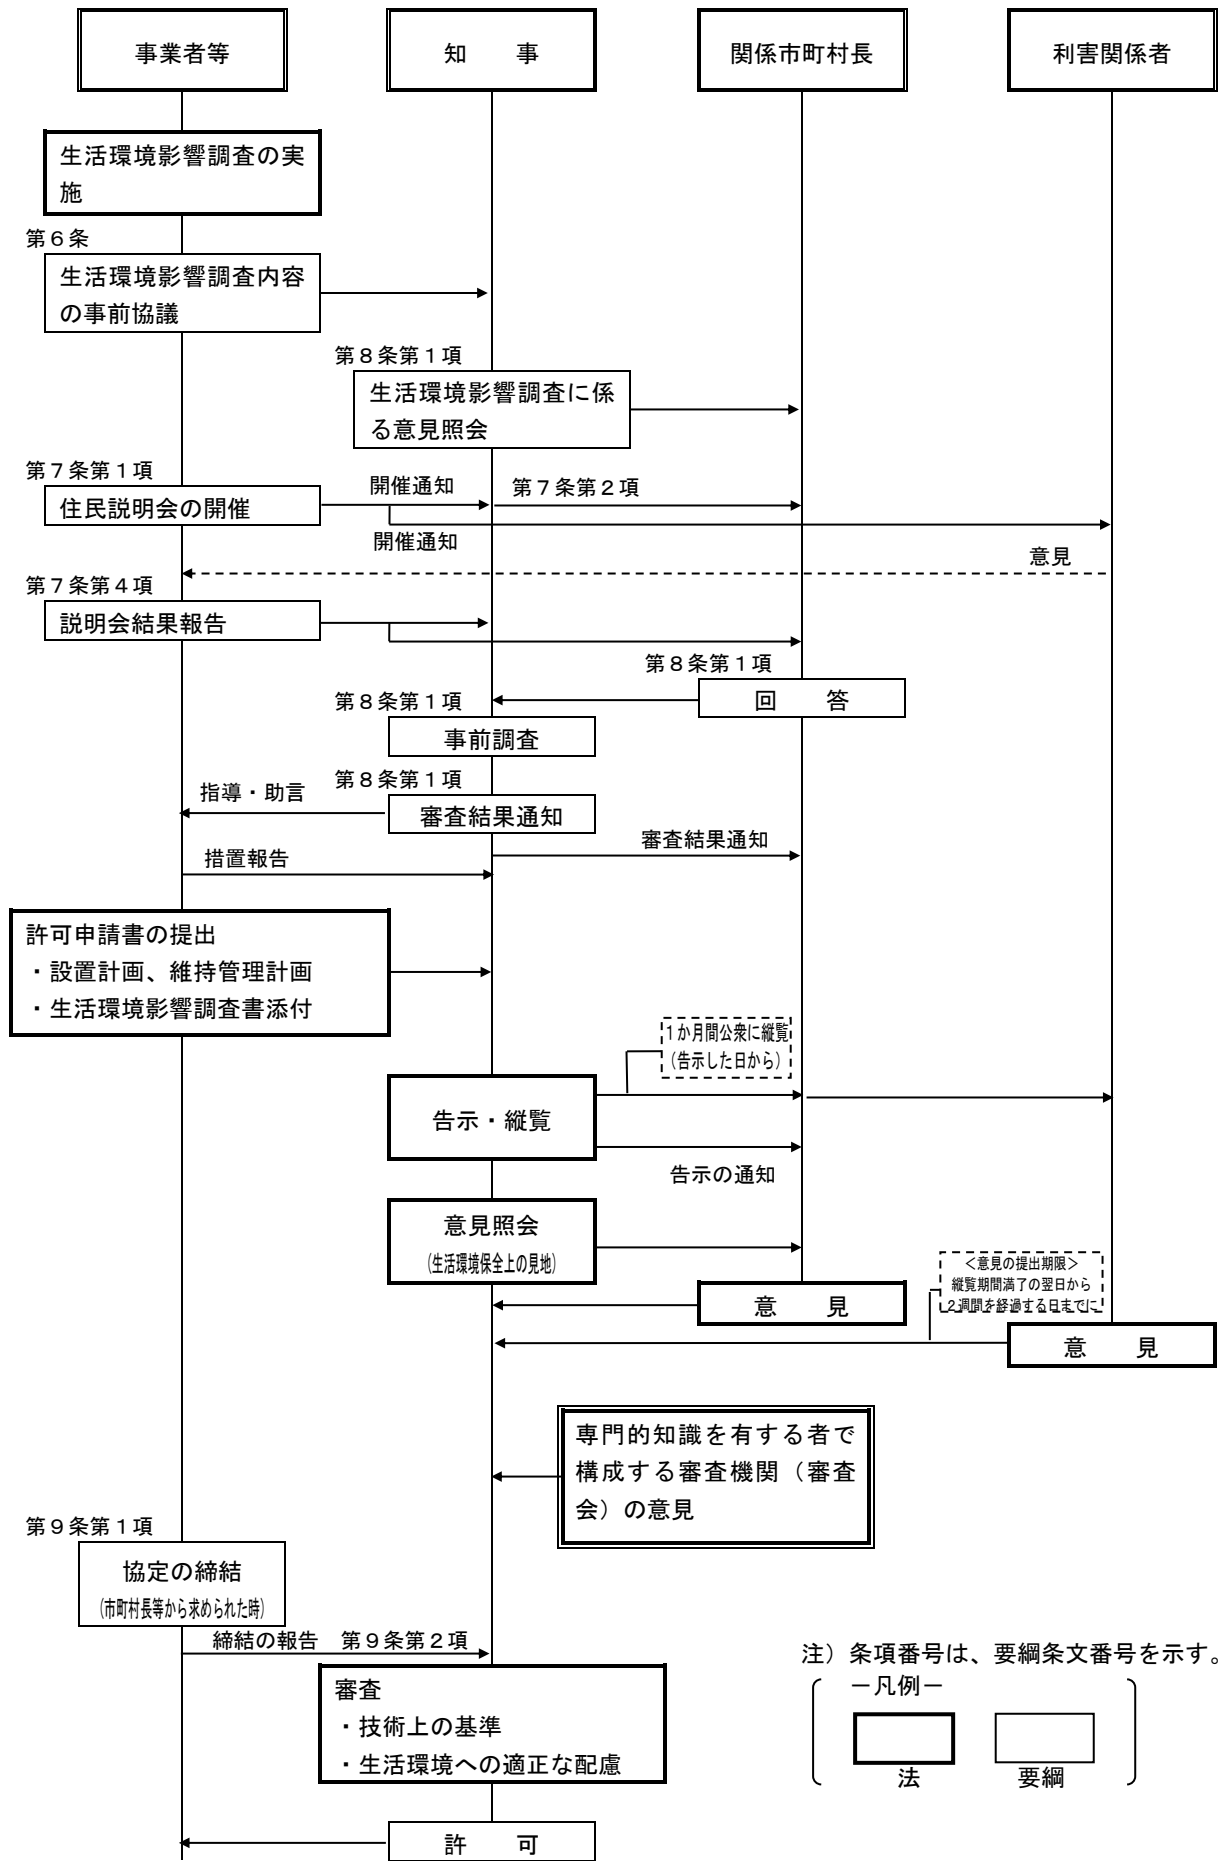 事業者等
知　　事
関係市町村長
利害関係者
生活環境影響調査の実
施
第６条
生活環境影響調査内容
の事前協議
第８条第１項
生活環境影響調査に係
る意見照会
第７条第１項
住民説明会の開催
開催通知
第７条第２項
開催通知
意見
第７条第４項
説明会結果報告
第８条第１項
回　　答
第８条第１項
事前調査
第８条第１項
指導・助言
審査結果通知
審査結果通知
措置報告
許可申請書の提出
・設置計画、維持管理計画
・生活環境影響調査書添付
１か月間公衆に縦覧
（告示した日から）
告示・縦覧
告示の通知
意見照会
（生活環境保全上の見地）
＜意見の提出期限＞
縦覧期間満了の翌日から
２週間を経過する日までに
意　　見
意　　見
専門的知識を有する者で
構成する審査機関（審査
会）の意見
第９条第１項
協定の締結
（市町村長等から求められた時）
締結の報告　第９条第２項
審査
・技術上の基準
・生活環境への適正な配慮
許　　可
注）条項番号は、要綱条文番号を示す。
－凡例－
法
要綱